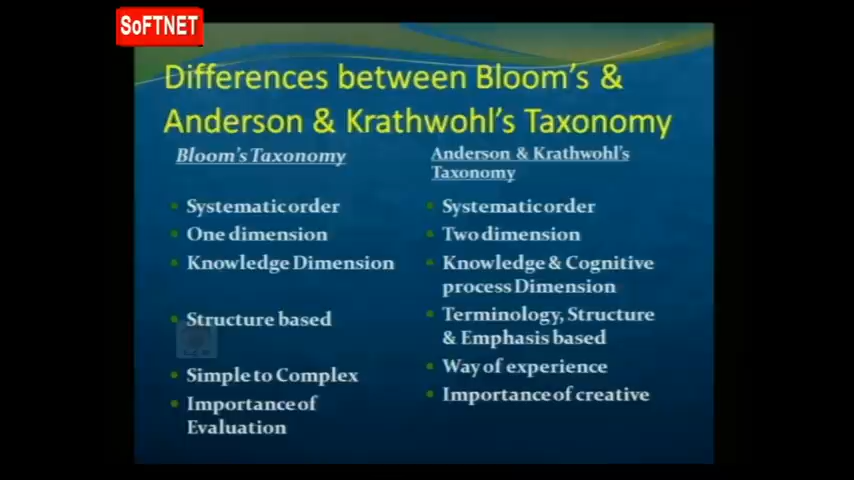 SoFTNET
Differences between Bloom's &
Anderson & Krathwohl's Taxonomy
Bloom's Taxonomy
Systematic order
One dimension
Knowledge Dimension
Structure based
Simple to Complex
Importance of
Evaluation
Anderson & Krathwohl's
Taxonomy
Systematic order
Two dimension
Knowledge & Cognitive
process Dimension
Terminology, Structure
& Emphasis based
Way of experience
Importance of creative